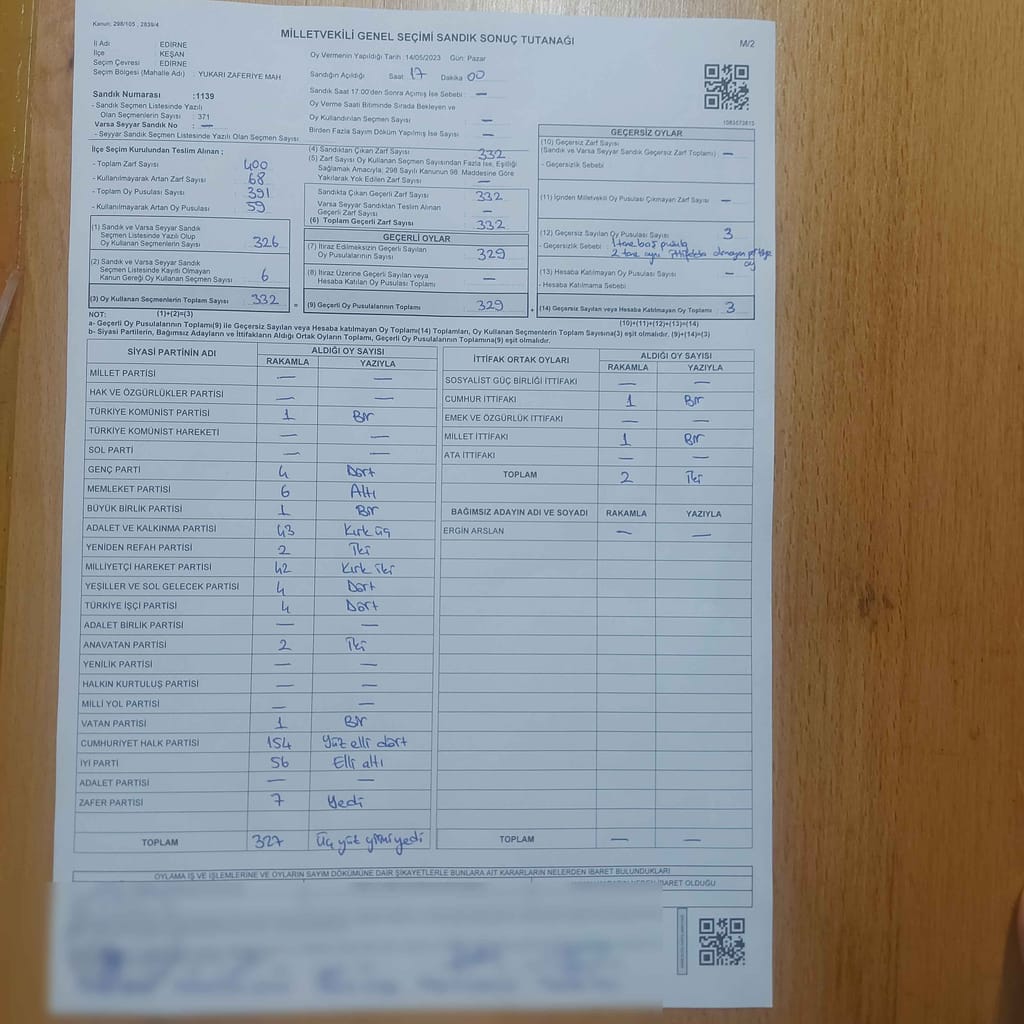 Kanun: 298/105 , 2839/4
MİLLETVEKİLİ GENEL SEÇİMİ SANDIK SONUÇ TUTANAĞI
M/2
İl Adı : EDİRNE
İlçe : KEŞAN
Seçim Çevresi : EDİRNE
Seçim Bölgesi (Mahalle Adı) : YUKARI ZAFERİYE MAH
Sandık Numarası :1139
- Sandık Seçmen Listesinde Yazılı
Olan Seçmenlerin Sayısı : 371
Varsa Seyyar Sandık No : —
- Seyyar Sandık Seçmen Listesinde Yazılı Olan Seçmen Sayısı
Oy Vermenin Yapıldığı Tarih : 14/05/2023 Gün: Pazar
Sandığın Açıldığı Saat 17 Dakika 00
Sandık Saat 17:00'den Sonra Açmış İse Sebebi : —
Oy Verme Saati Bitiminde Sırada Bekleyen ve
Oy Kullandırılan Seçmen Sayısı —
Birden Fazla Sayım Döküm Yapılmış İse Sayısı —
1083573815
İlçe Seçim Kurulundan Teslim Alınan ;
- Toplam Zarf Sayısı 400
- Kullanılmayarak Artan Zarf Sayısı 68
- Toplam Oy Pusulası Sayısı 391
- Kullanılmayarak Artan Oy Pusulası 59
(1) Sandık ve Varsa Seyyar Sandık
Seçmen Listesinde Yazılı Olup
Oy Kullanan Seçmenlerin Sayısı 326
(2) Sandık ve Varsa Seyyar Sandık
Seçmen Listesinde Kayıtlı Olmayan
Kanun Gereği Oy Kullanan Seçmen Sayısı 6
(3) Oy Kullanan Seçmenlerin Toplam Sayısı 332 =
(4) Sandıktan Çıkan Zarf Sayısı 332
(5) Zarf Sayısı Oy Kullanan Seçmen Sayısından Fazla İse, Eşitliği
Sağlamak Amacıyla; 298 Sayılı Kanunun 98. Maddesine Göre
Yakılarak Yok Edilen Zarf Sayısı —
Sandıkta Çıkan Geçerli Zarf Sayısı 332
Varsa Seyyar Sandıktan Teslim Alınan
Geçerli Zarf Sayısı —
(6) Toplam Geçerli Zarf Sayısı 332
GEÇERLİ OYLAR
(7) İtiraz Edilmeksizin Geçerli Sayılan
Oy Pusulalarının Sayısı 329
(8) İtiraz Üzerine Geçerli Sayılan veya
Hesaba Katılan Oy Pusulası Toplamı —
(9) Geçerli Oy Pusulalarının Toplamı 329 +
GEÇERSİZ OYLAR
(10) Geçersiz Zarf Sayısı
(Sandık ve Varsa Seyyar Sandık Geçersiz Zarf Toplamı) —
- Geçersizlik Sebebi
(11) İçinden Milletvekili Oy Pusulası Çıkmayan Zarf Sayısı —
(12) Geçersiz Sayılan Oy Pusulası Sayısı 3
- Geçersizlik Sebebi : 1 tane boş pusula
2 tane aynı ittifakta olmayan partiye
oy
(13) Hesaba Katılmayan Oy Pusulası Sayısı —
- Hesaba Katılmama Sebebi :
(14) Geçersiz Sayılan veya Hesaba Katılmayan Oy Pusulaları Toplamı 3
NOT: (1)+(2)=(3) (10)+(11)+(12)+(13)=(14)
a- Geçerli Oy Pusulalarının Toplamı(9) ile Geçersiz Sayılan veya Hesaba katılmayan Oy Toplamı(14) Toplamları, Oy Kullanan Seçmenlerin Toplam Sayısına(3) eşit olmalıdır. (9)+(14)=(3)
b- Siyasi Partilerin, Bağımsız Adayların ve İttifakların Aldığı Ortak Oyların Toplamı, Geçerli Oy Pusulalarının Toplamına(9) eşit olmalıdır.
SİYASİ PARTİNİN ADI ALDIĞI OY SAYISI
RAKAMLA YAZIYLA
MİLLET PARTİSİ — —
HAK VE ÖZGÜRLÜKLER PARTİSİ — —
TÜRKİYE KOMÜNİST PARTİSİ 1 Bir
TÜRKİYE KOMÜNİST HAREKETİ — —
SOL PARTİ — —
GENÇ PARTİ 4 Dört
MEMLEKET PARTİSİ 6 Altı
BÜYÜK BİRLİK PARTİSİ 1 Bir
ADALET VE KALKINMA PARTİSİ 43 Kırk üç
YENİDEN REFAH PARTİSİ 2 İki
MİLLİYETÇİ HAREKET PARTİSİ 42 Kırk iki
YEŞİLLER VE SOL GELECEK PARTİSİ 4 Dört
TÜRKİYE İŞÇİ PARTİSİ 4 Dört
ADALET BİRLİK PARTİSİ — —
ANAVATAN PARTİSİ 2 İki
YENİLİK PARTİSİ — —
HALKIN KURTULUŞ PARTİSİ — —
MİLLİ YOL PARTİSİ — —
VATAN PARTİSİ 1 Bir
CUMHURİYET HALK PARTİSİ 154 Yüz elli dört
İYİ PARTİ 56 Elli altı
ADALET PARTİSİ — —
ZAFER PARTİSİ 7 Yedi
TOPLAM 327 Üç yüz yirmi yedi
İTTİFAK ORTAK OYLARI ALDIĞI OY SAYISI
RAKAMLA YAZIYLA
SOSYALİST GÜÇ BİRLİĞİ İTTİFAKI — —
CUMHUR İTTİFAKI 1 Bir
EMEK VE ÖZGÜRLÜK İTTİFAKI — —
MİLLET İTTİFAKI 1 Bir
ATA İTTİFAKI — —
TOPLAM 2 İki
BAĞIMSIZ ADAYIN ADI VE SOYADI RAKAMLA YAZIYLA
ERGİN ARSLAN — —
TOPLAM — —
OYLAMA İŞ VE İŞLEMLERİNE VE OYLARIN SAYIM DÖKÜMÜNE DAİR ŞİKAYETLERLE BUNLARA AİT KARARLARIN NELERDEN İBARET BULUNDUKLARI
İBARET OLDUĞU